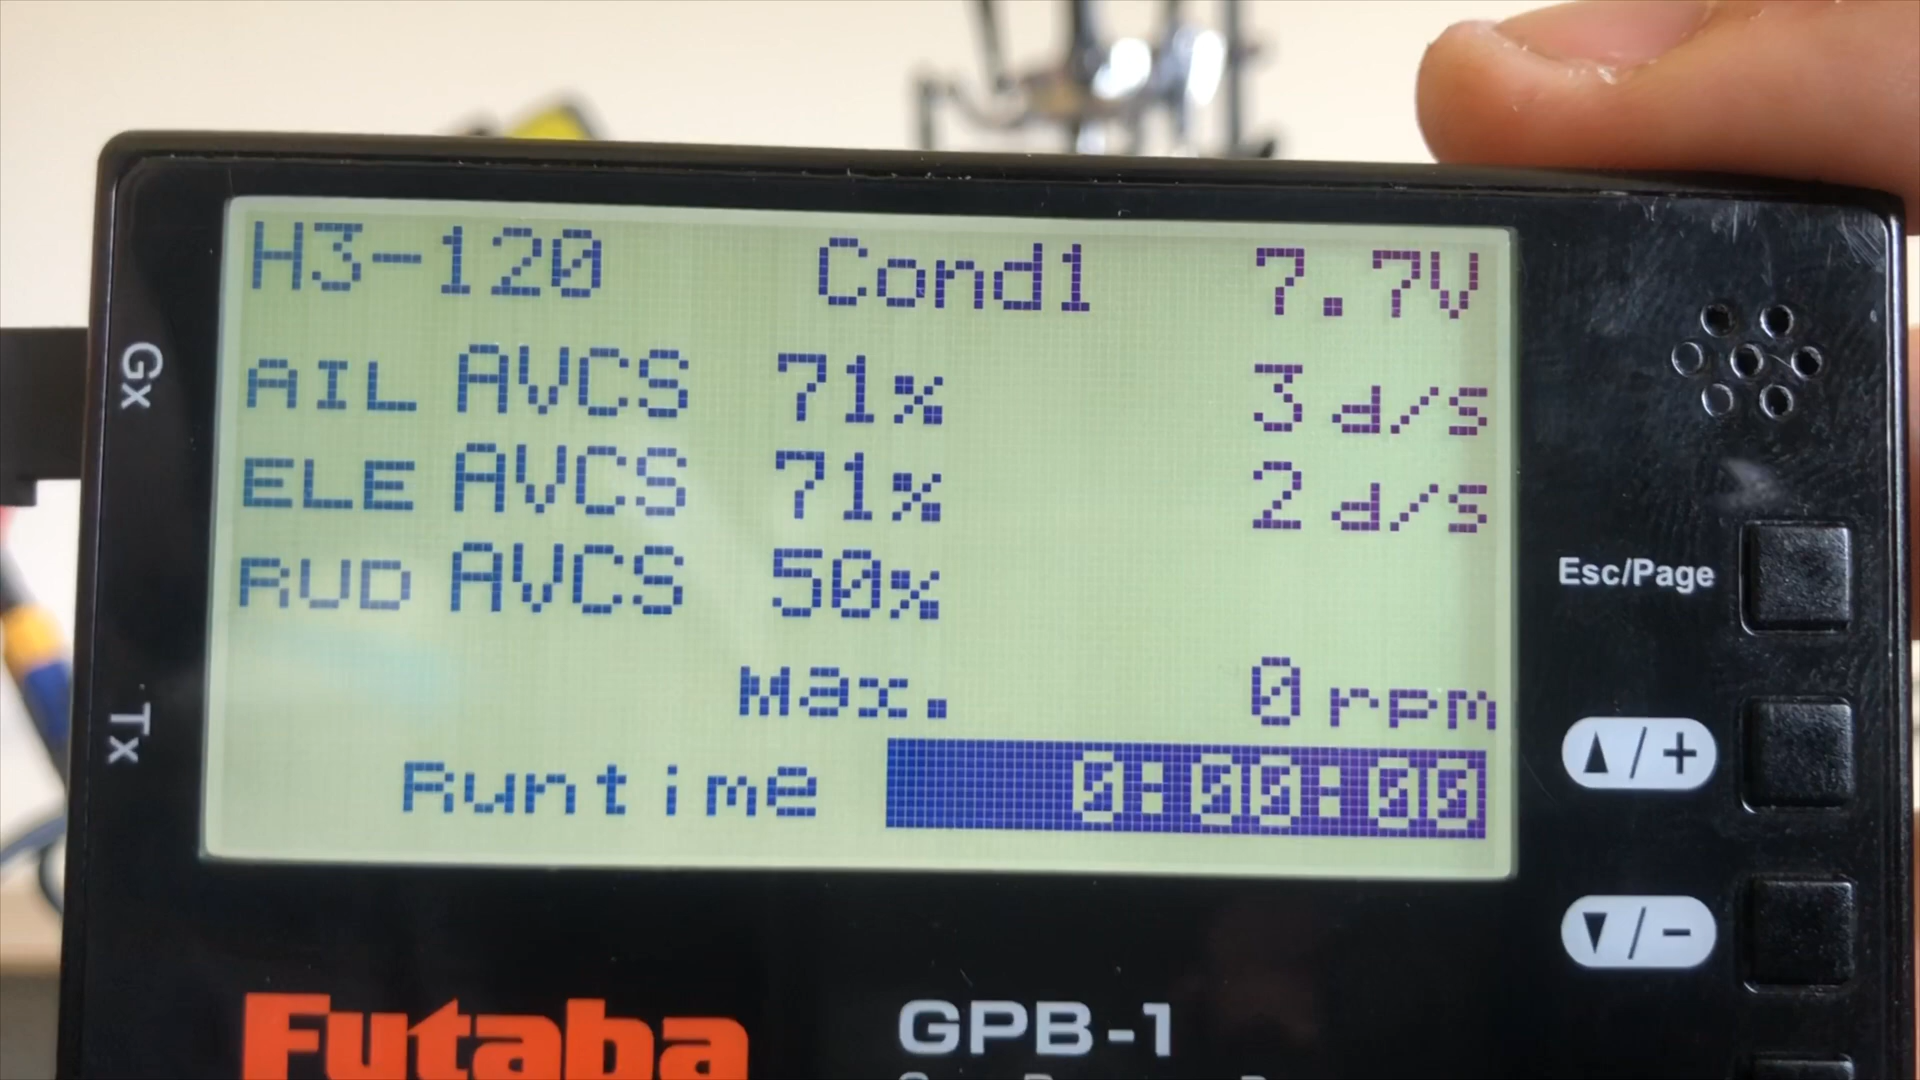 H3-120 Cond1 7.7V
AIL AVCS 71% 3 d/s
ELE AVCS 71% 2 d/s
RUD AVCS 50%
Max. 0 rpm
Runtime 0:00:00
Gx
Tx
Esc/Page
▲/+
▼/-
Futaba
GPB-1